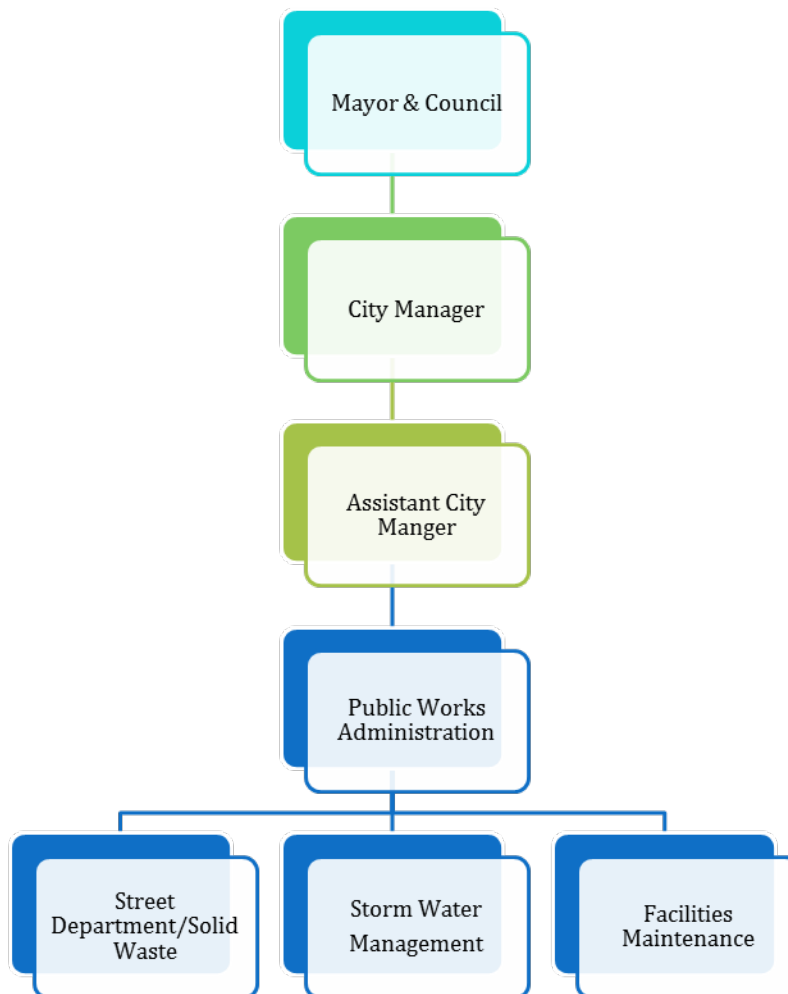 Mayor & Council
City Manager
Assistant City
Manger
Public Works
Administration
Street
Department/Solid
Waste
Storm Water
Management
Facilities
Maintenance